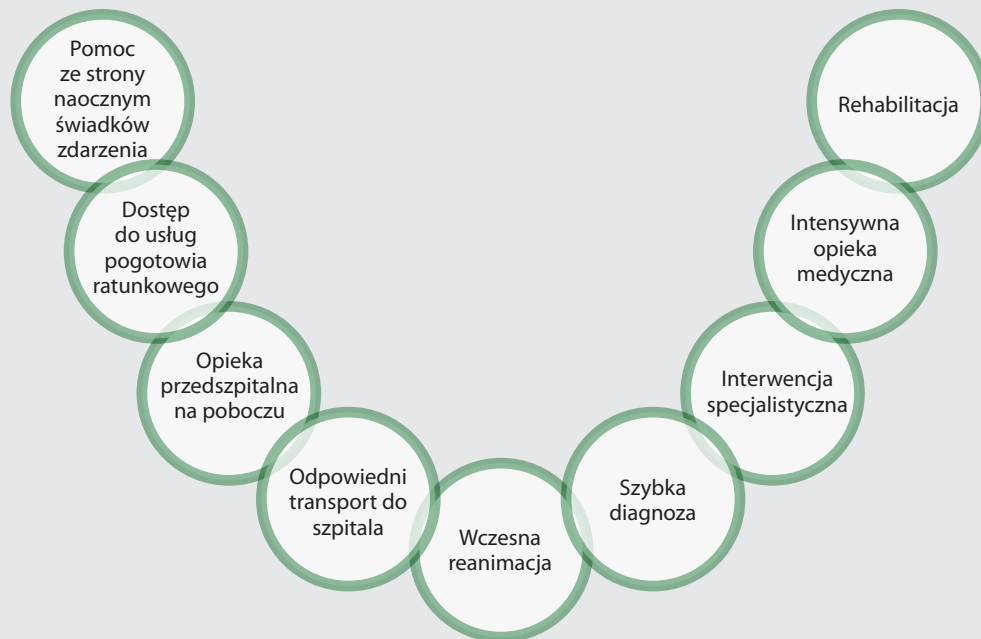 Pomoc
ze strony
naocznym
świadków
zdarzenia
Dostęp
do usług
pogotowia
ratunkowego
Opieka
przedszpitalna
na poboczu
Odpowiedni
transport do
szpitala
Wczesna
reanimacja
Szybka
diagnoza
Interwencja
specjalistyczna
Intensywna
opieka
medyczna
Rehabilitacja